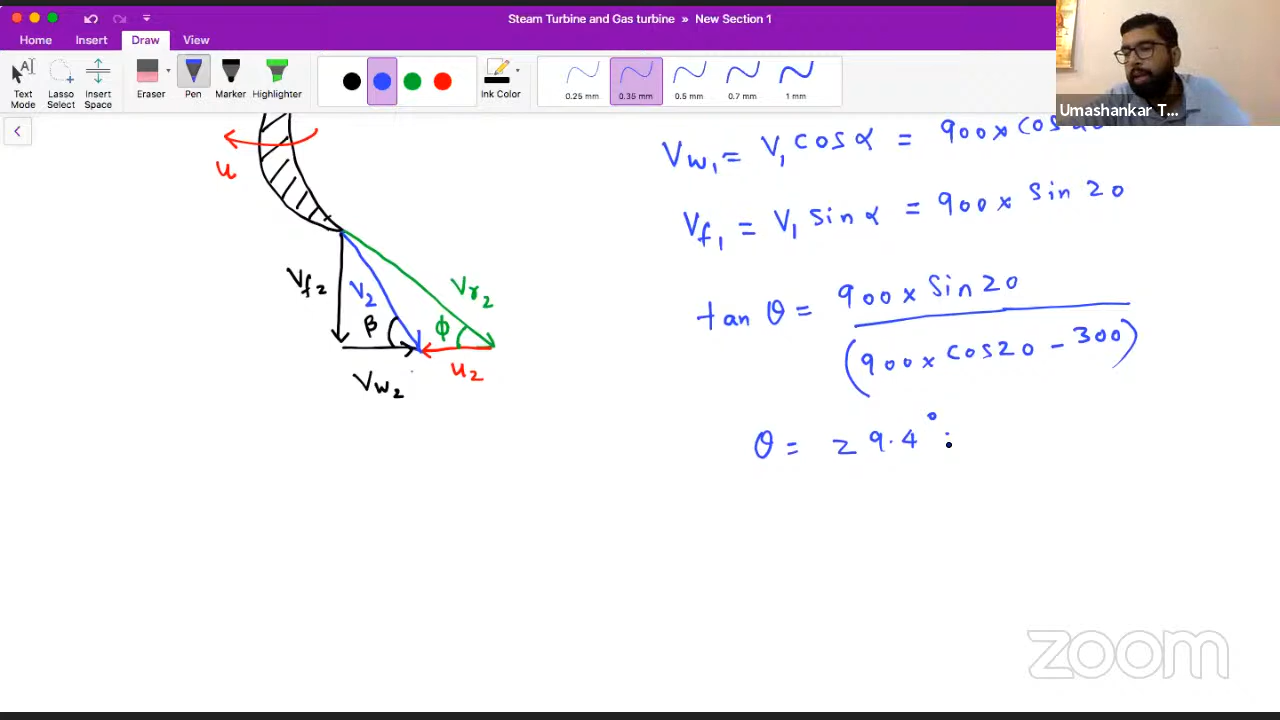 Steam Turbine and Gas turbine » New Section 1
Home Insert Draw View
Text Mode
Lasso Select
Insert Space
Eraser
Pen
Marker
Highlighter
Ink Color
0.25 mm
0.35 mm
0.5 mm
0.7 mm
1 mm
Umashankar T...
u
Vf2
V2
Vr2
β
φ
u2
Vw2
Vw1 = V1 cos α = 900 x cos 20
Vf1 = V1 sin α = 900 x sin 20
tan θ = 900 x sin 20
(900 x cos 20 - 300)
θ = 29.4°
zoom